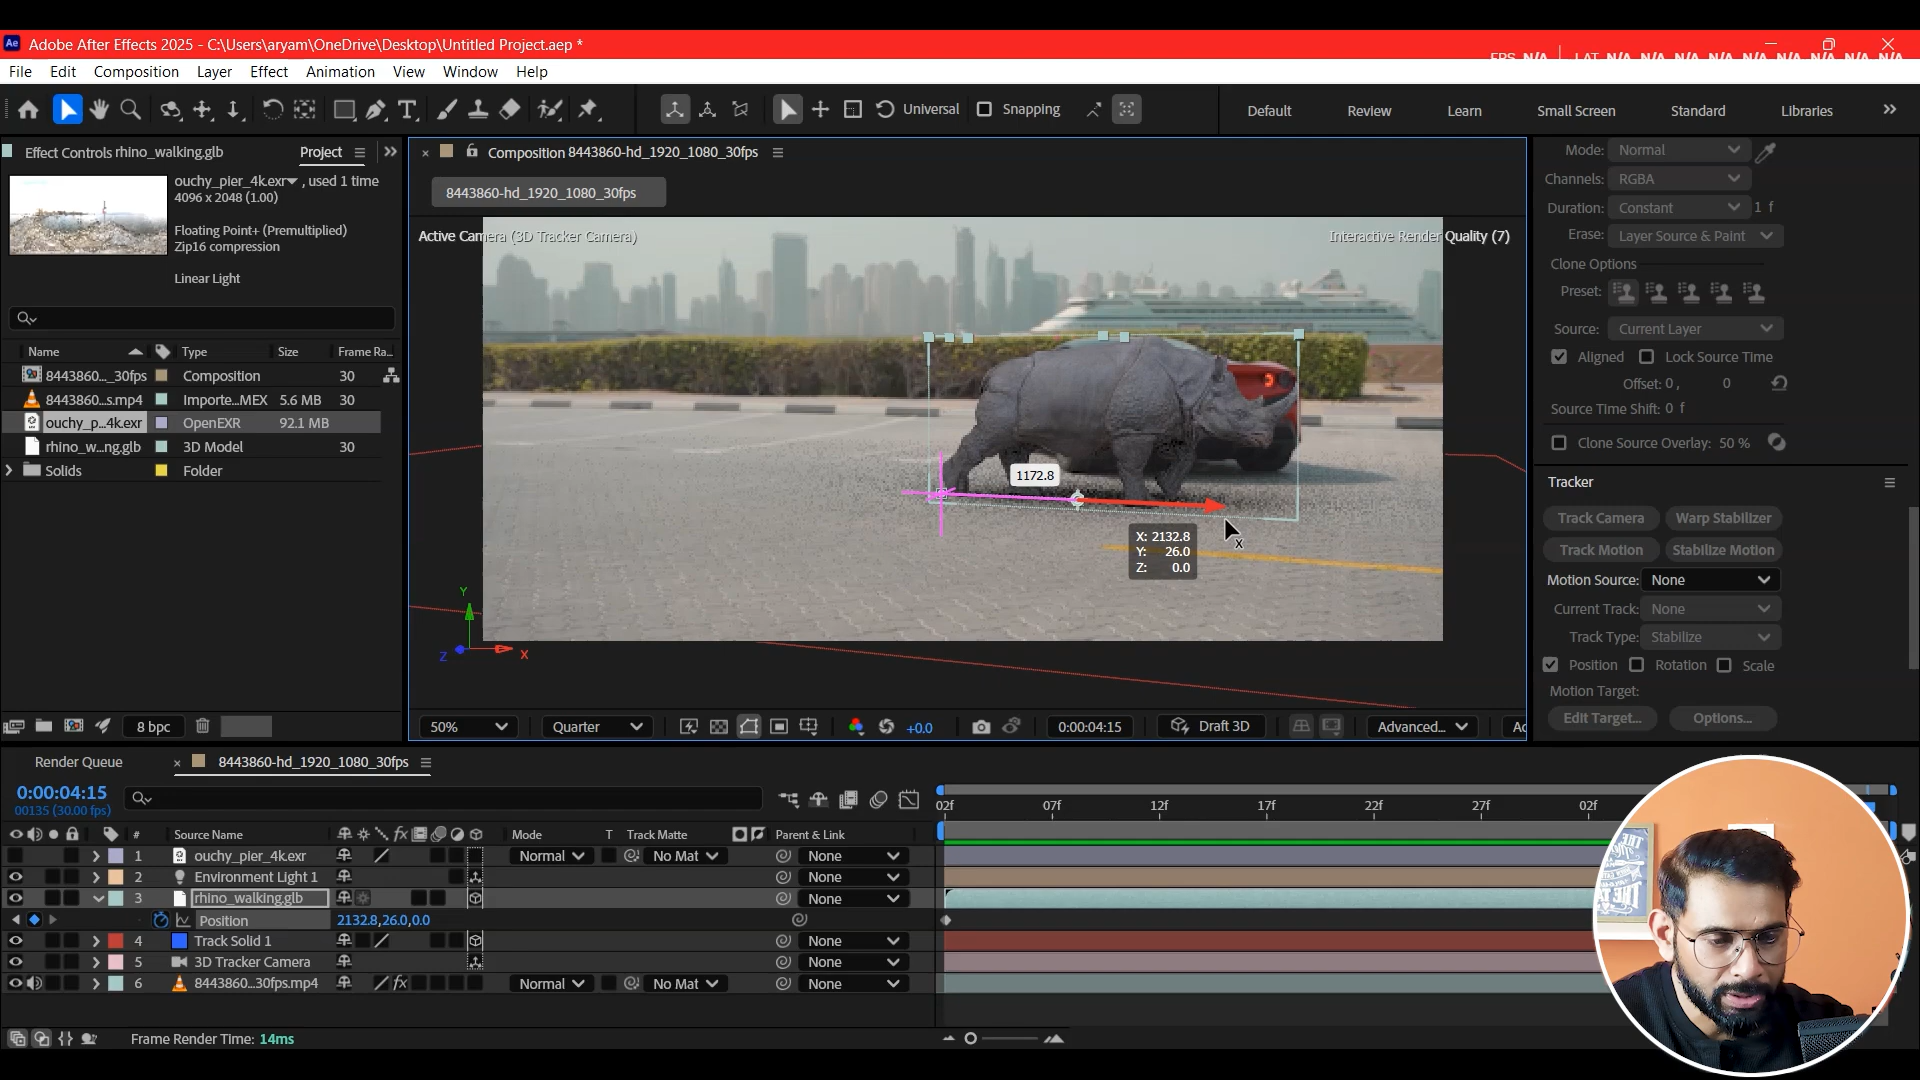 Ae Adobe After Effects 2025 - C:\Users\aryam\OneDrive\Desktop\Untitled Project.aep *
File Edit Composition Layer Effect Animation View Window Help
Universal Snapping Default Review Learn Small Screen Standard Libraries
Effect Controls rhino_walking.glb Project
Composition 8443860-hd_1920_1080_30fps
ouchy_pier_4k.exr , used 1 time
4096 x 2048 (1.00)
Floating Point+ (Premultiplied)
Zip16 compression
Linear Light
8443860-hd_1920_1080_30fps
Active Camera (3D Tracker Camera)
Interactive Render Quality (7)
Name Type Size Frame Ra...
8443860..._30fps Composition 30
8443860...s.mp4 Importe...MEX 5.6 MB 30
ouchy_p...4k.exr OpenEXR 92.1 MB
rhino_w...ng.glb 3D Model 30
Solids Folder
8 bpc
1172.8
X: 2132.8
Y: 26.0
Z: 0.0
x
Y
Z
X
50% Quarter +0.0 0:00:04:15 Draft 3D Advanced...
Mode: Normal
Channels: RGBA
Duration: Constant 1 f
Erase: Layer Source & Paint
Clone Options
Preset:
Source: Current Layer
Aligned Lock Source Time
Offset: 0 , 0
Source Time Shift: 0 f
Clone Source Overlay: 50 %
Tracker
Track Camera Warp Stabilizer
Track Motion Stabilize Motion
Motion Source: None
Current Track: None
Track Type: Stabilize
Position Rotation Scale
Motion Target:
Edit Target... Options...
Render Queue 8443860-hd_1920_1080_30fps
0:00:04:15
00135 (30.00 fps)
02f 07f 12f 17f 22f 27f 02f
# Source Name fx Mode T Track Matte Parent & Link
1 ouchy_pier_4k.exr Normal No Mat None
2 Environment Light 1 None
3 rhino_walking.glb None
Position 2132.8,26.0,0.0
4 Track Solid 1 None
5 3D Tracker Camera None
6 8443860...30fps.mp4 fx Normal No Mat None
Frame Render Time: 14ms